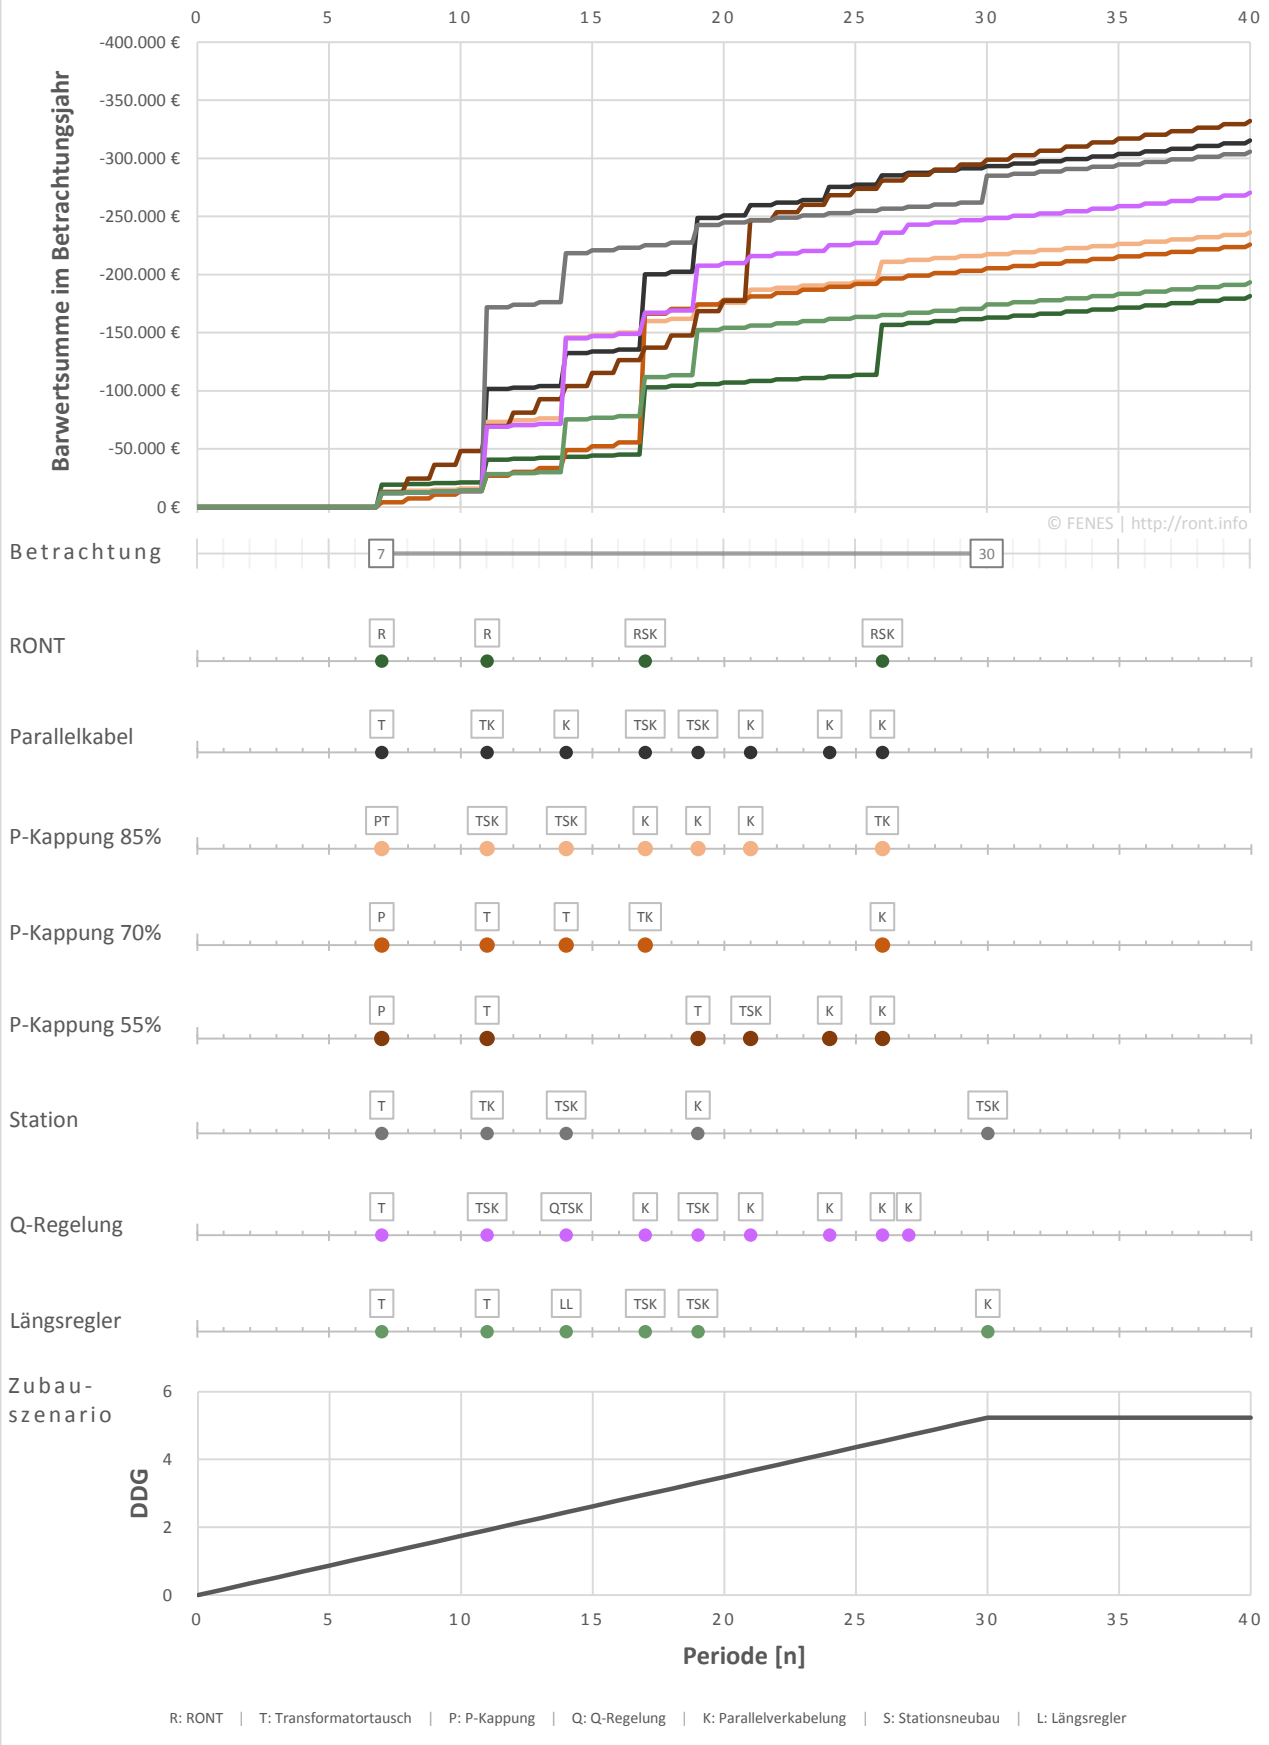 0 5 10 15 20 25 30 35 40
-400.000 €
-350.000 €
-300.000 €
-250.000 €
-200.000 €
-150.000 €
-100.000 €
-50.000 €
0 €
Barwertsumme im Betrachtungsjahr
© FENES | http://ront.info
Betrachtung 7 30
R R RSK RSK
RONT
T TK K TSK TSK K K K
Parallelkabel
PT TSK TSK K K K TK
P-Kappung 85%
P T T TK K
P-Kappung 70%
P T T TSK K K
P-Kappung 55%
T TK TSK K TSK
Station
T TSK QTSK K TSK K K K K
Q-Regelung
T T LL TSK TSK K
Längsregler
Zubau-
szenario
6
4
2
0
DDG
0 5 10 15 20 25 30 35 40
Periode [n]
R: RONT | T: Transformatortausch | P: P-Kappung | Q: Q-Regelung | K: Parallelverkabelung | S: Stationsneubau | L: Längsregler